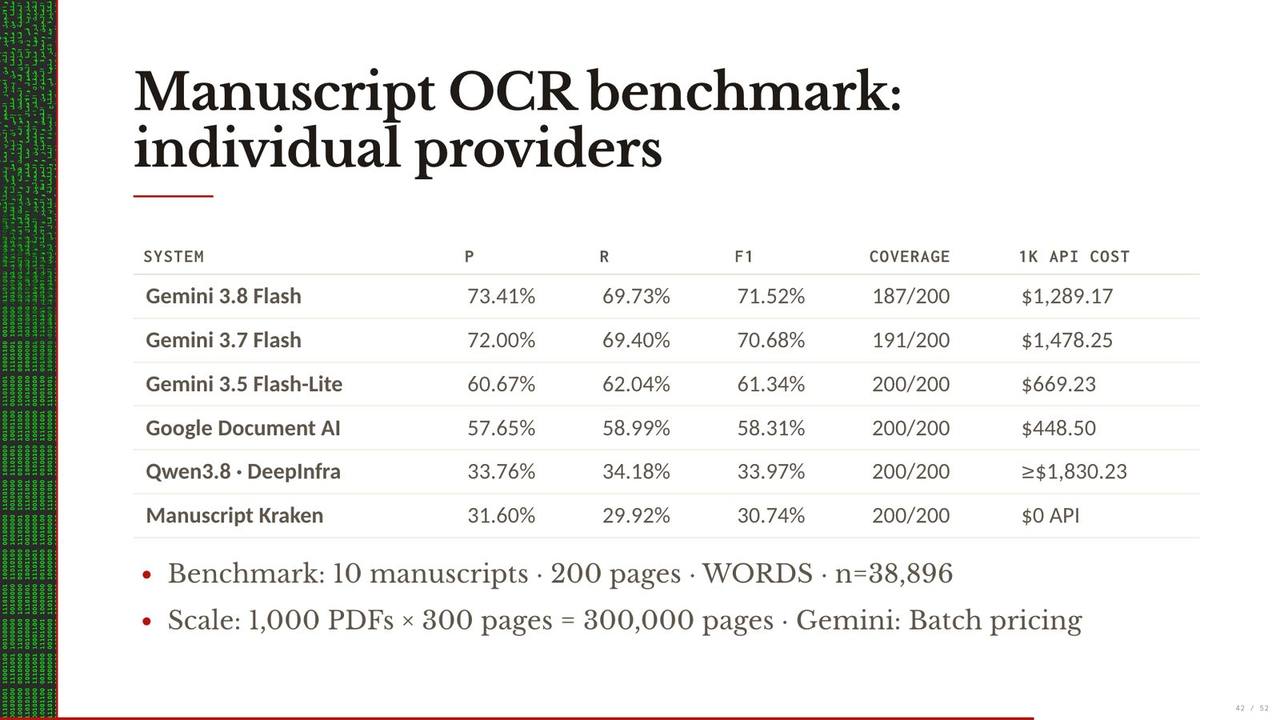 Manuscript OCR benchmark:
individual providers
SYSTEM P R F1 COVERAGE 1K API COST
Gemini 3.8 Flash 73.41% 69.73% 71.52% 187/200 $1,289.17
Gemini 3.7 Flash 72.00% 69.40% 70.68% 191/200 $1,478.25
Gemini 3.5 Flash-Lite 60.67% 62.04% 61.34% 200/200 $669.23
Google Document AI 57.65% 58.99% 58.31% 200/200 $448.50
Qwen3.8 · DeepInfra 33.76% 34.18% 33.97% 200/200 ≥$1,830.23
Manuscript Kraken 31.60% 29.92% 30.74% 200/200 $0 API
• Benchmark: 10 manuscripts · 200 pages · WORDS · n=38,896
• Scale: 1,000 PDFs × 300 pages = 300,000 pages · Gemini: Batch pricing
42 / 52